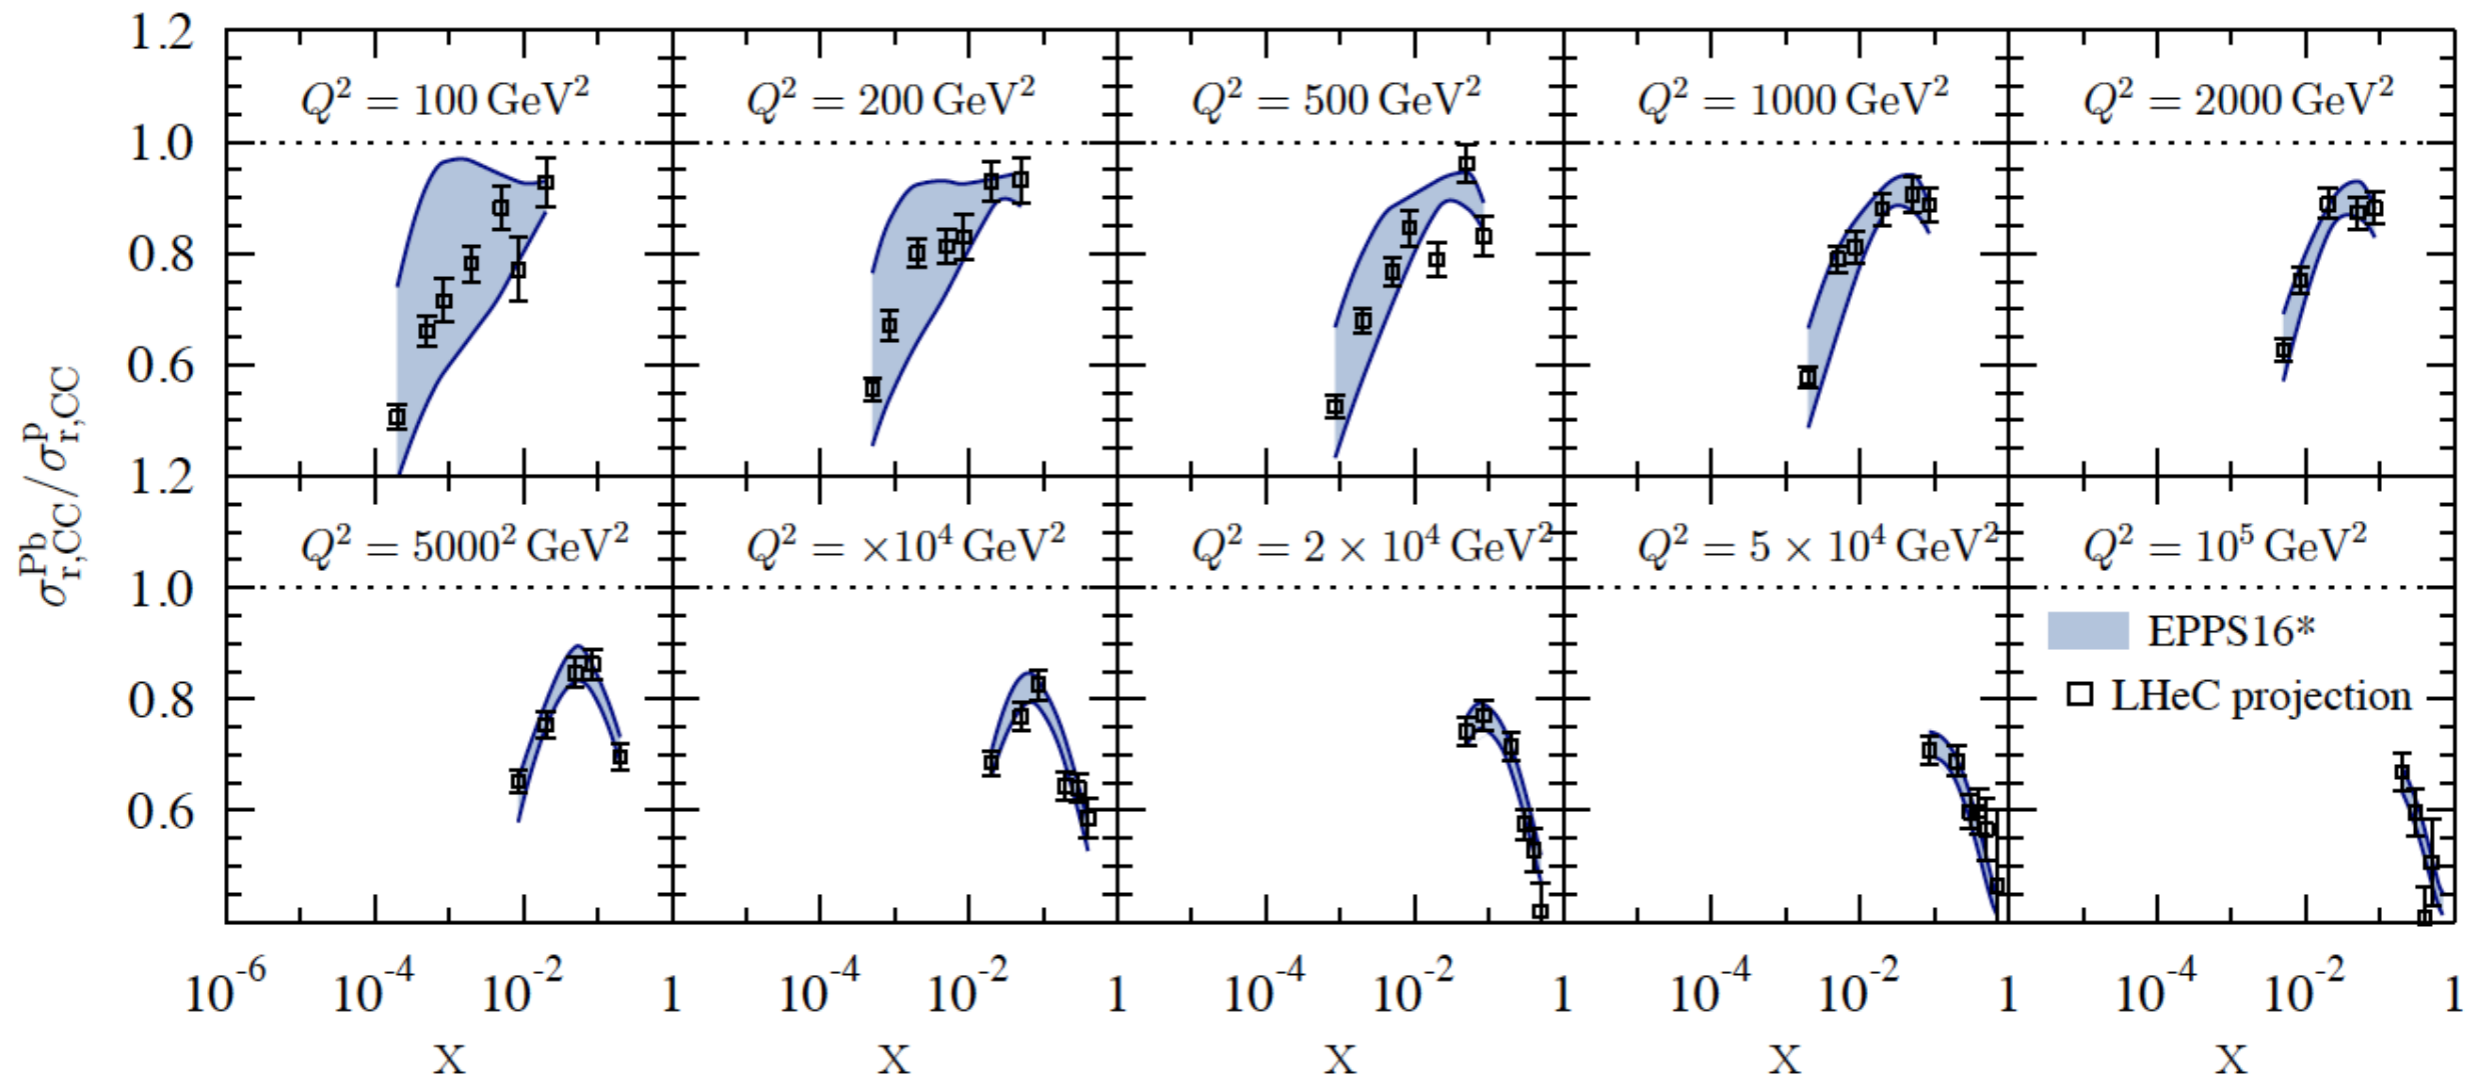 1.2
Q² = 100 GeV² Q² = 200 GeV² Q² = 500 GeV² Q² = 1000 GeV² Q² = 2000 GeV²
1.0
0.8
0.6
1.2
σ^Pb_r,CC/σ^p_r,CC
Q² = 5000² GeV² Q² = ×10⁴ GeV² Q² = 2 × 10⁴ GeV² Q² = 5 × 10⁴ GeV² Q² = 10⁵ GeV²
1.0
EPPS16*
0.8
LHeC projection
0.6
10⁻⁶ 10⁻⁴ 10⁻² 1 10⁻⁴ 10⁻² 1 10⁻⁴ 10⁻² 1 10⁻⁴ 10⁻² 1 10⁻⁴ 10⁻² 1
x x x x x